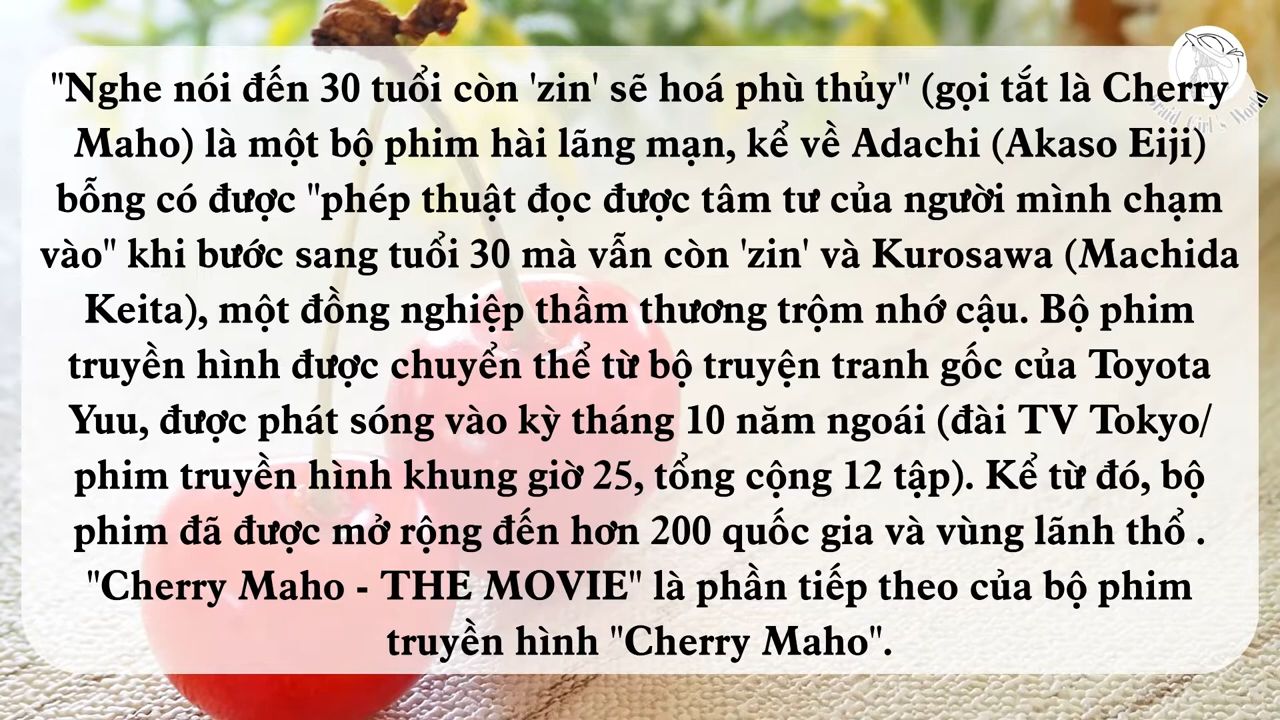 "Nghe nói đến 30 tuổi còn 'zin' sẽ hoá phù thủy" (gọi tắt là Cherry
Maho) là một bộ phim hài lãng mạn, kể về Adachi (Akaso Eiji)
bỗng có được "phép thuật đọc được tâm tư của người mình chạm
vào" khi bước sang tuổi 30 mà vẫn còn 'zin' và Kurosawa (Machida
Keita), một đồng nghiệp thầm thương trộm nhớ cậu. Bộ phim
truyền hình được chuyển thể từ bộ truyện tranh gốc của Toyota
Yuu, được phát sóng vào kỳ tháng 10 năm ngoái (đài TV Tokyo/
phim truyền hình khung giờ 25, tổng cộng 12 tập). Kể từ đó, bộ
phim đã được mở rộng đến hơn 200 quốc gia và vùng lãnh thổ .
"Cherry Maho - THE MOVIE" là phần tiếp theo của bộ phim
truyền hình "Cherry Maho".
Girl's World